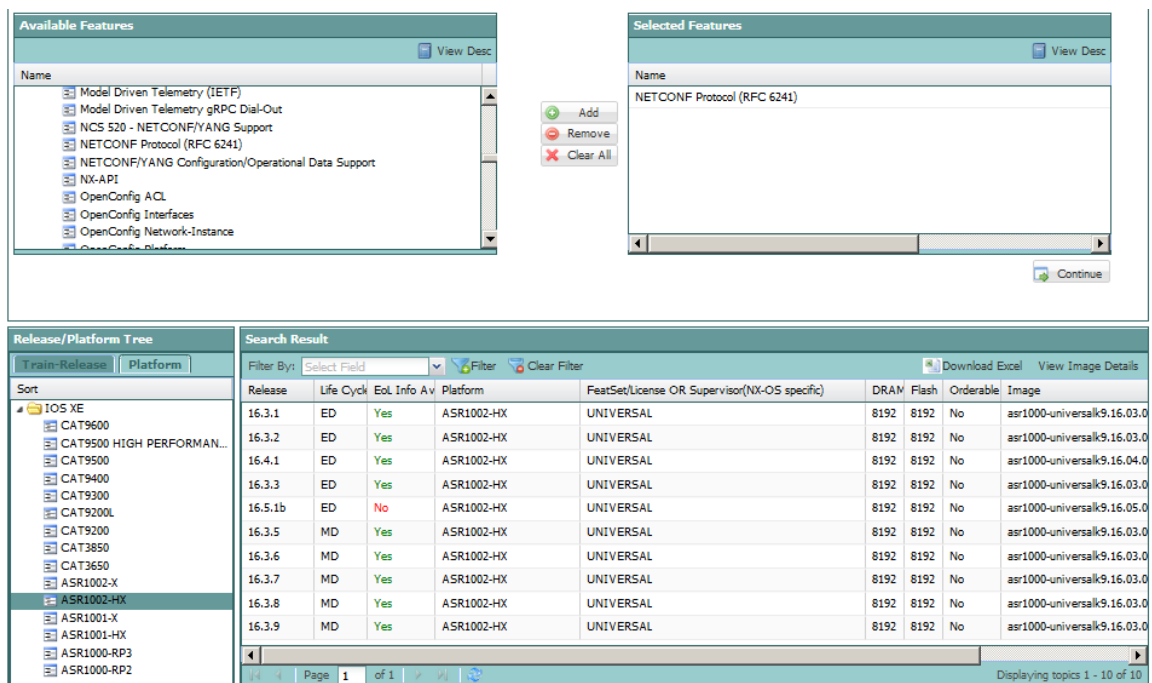 Available Features
View Desc
Name
Model Driven Telemetry (IETF)
Model Driven Telemetry gRPC Dial-Out
NCS 520 - NETCONF/YANG Support
NETCONF Protocol (RFC 6241)
NETCONF/YANG Configuration/Operational Data Support
NX-API
OpenConfig ACL
OpenConfig Interfaces
OpenConfig Network-Instance
OpenConfig Platform
Add
Remove
Clear All
Selected Features
View Desc
Name
NETCONF Protocol (RFC 6241)
Continue
Release/Platform Tree
Train-Release Platform
Sort
IOS XE
CAT9600
CAT9500 HIGH PERFORMAN...
CAT9500
CAT9400
CAT9300
CAT9200L
CAT9200
CAT3850
CAT3650
ASR1002-X
ASR1002-HX
ASR1001-X
ASR1001-HX
ASR1000-RP3
ASR1000-RP2
Search Result
Filter By: Select Field Filter Clear Filter Download Excel View Image Details
Release Life Cycle EoL Info Av Platform FeatSet/License OR Supervisor(NX-OS specific) DRAM Flash Orderable Image
16.3.1 ED Yes ASR1002-HX UNIVERSAL 8192 8192 No asr1000-universalk9.16.03.0
16.3.2 ED Yes ASR1002-HX UNIVERSAL 8192 8192 No asr1000-universalk9.16.03.0
16.4.1 ED Yes ASR1002-HX UNIVERSAL 8192 8192 No asr1000-universalk9.16.04.0
16.3.3 ED Yes ASR1002-HX UNIVERSAL 8192 8192 No asr1000-universalk9.16.03.0
16.5.1b ED No ASR1002-HX UNIVERSAL 8192 8192 No asr1000-universalk9.16.05.0
16.3.5 MD Yes ASR1002-HX UNIVERSAL 8192 8192 No asr1000-universalk9.16.03.0
16.3.6 MD Yes ASR1002-HX UNIVERSAL 8192 8192 No asr1000-universalk9.16.03.0
16.3.7 MD Yes ASR1002-HX UNIVERSAL 8192 8192 No asr1000-universalk9.16.03.0
16.3.8 MD Yes ASR1002-HX UNIVERSAL 8192 8192 No asr1000-universalk9.16.03.0
16.3.9 MD Yes ASR1002-HX UNIVERSAL 8192 8192 No asr1000-universalk9.16.03.0
Page 1 of 1 Displaying topics 1 - 10 of 10